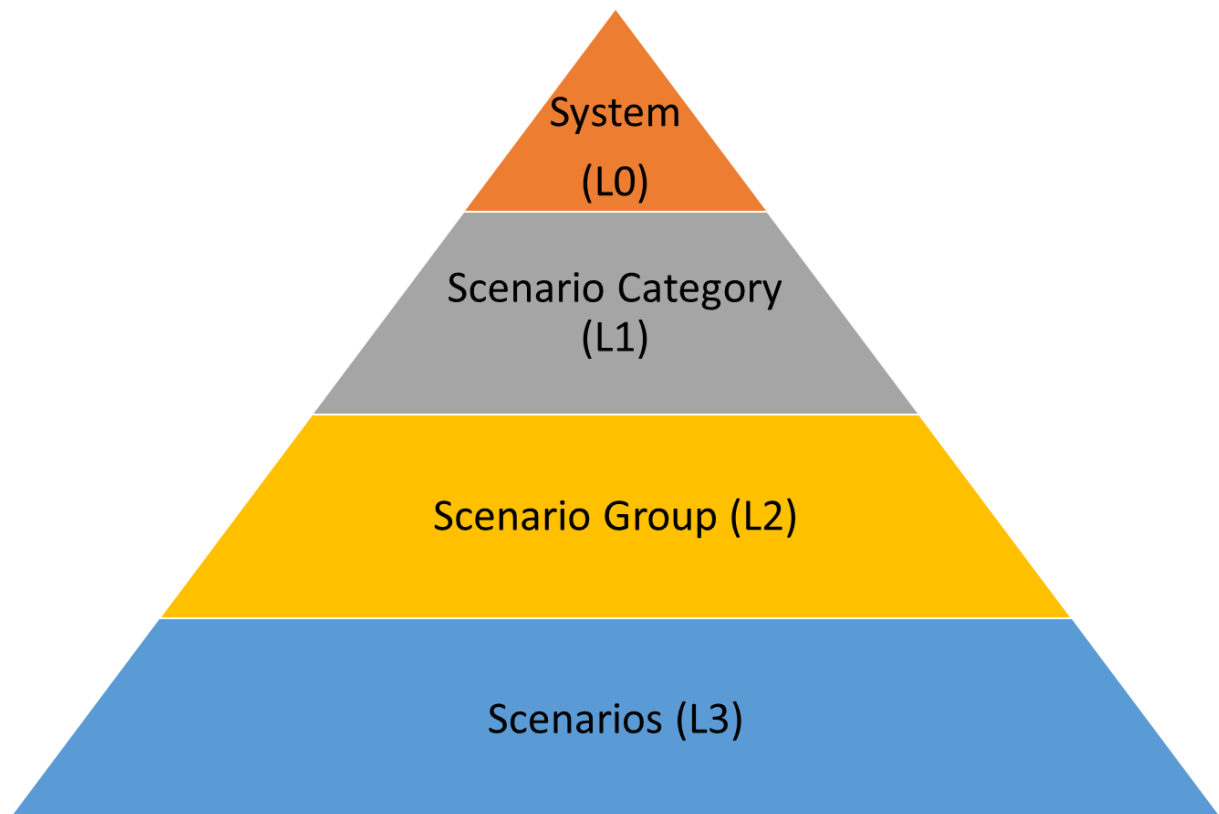 System
(L0)
Scenario Category
(L1)
Scenario Group (L2)
Scenarios (L3)